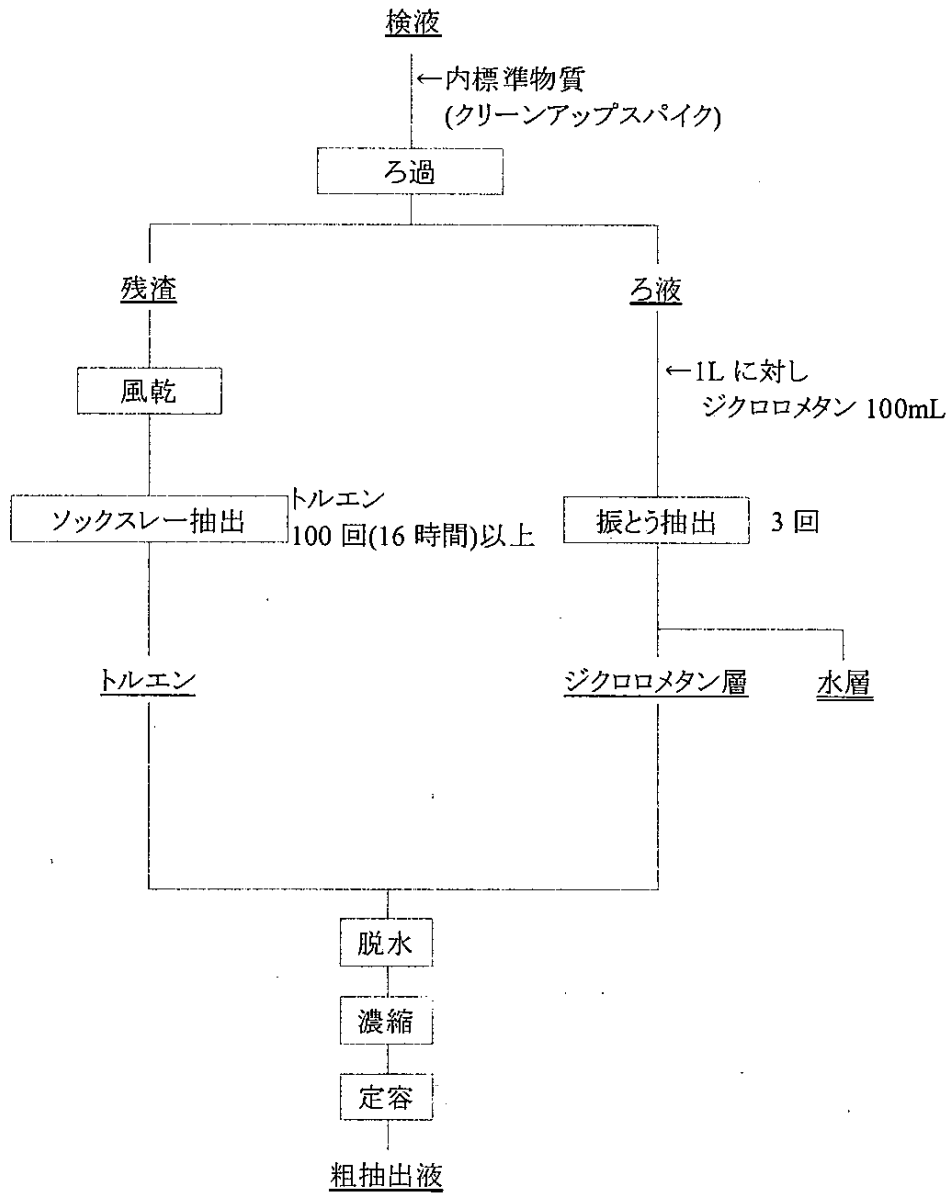 検液
←内標準物質
(クリーンアップスパイク)
ろ過
残渣
ろ液
風乾
←1L に対し
ジクロロメタン 100mL
ソックスレー抽出
トルエン
100 回(16 時間)以上
振とう抽出
3 回
トルエン
ジクロロメタン層
水層
脱水
濃縮
定容
粗抽出液